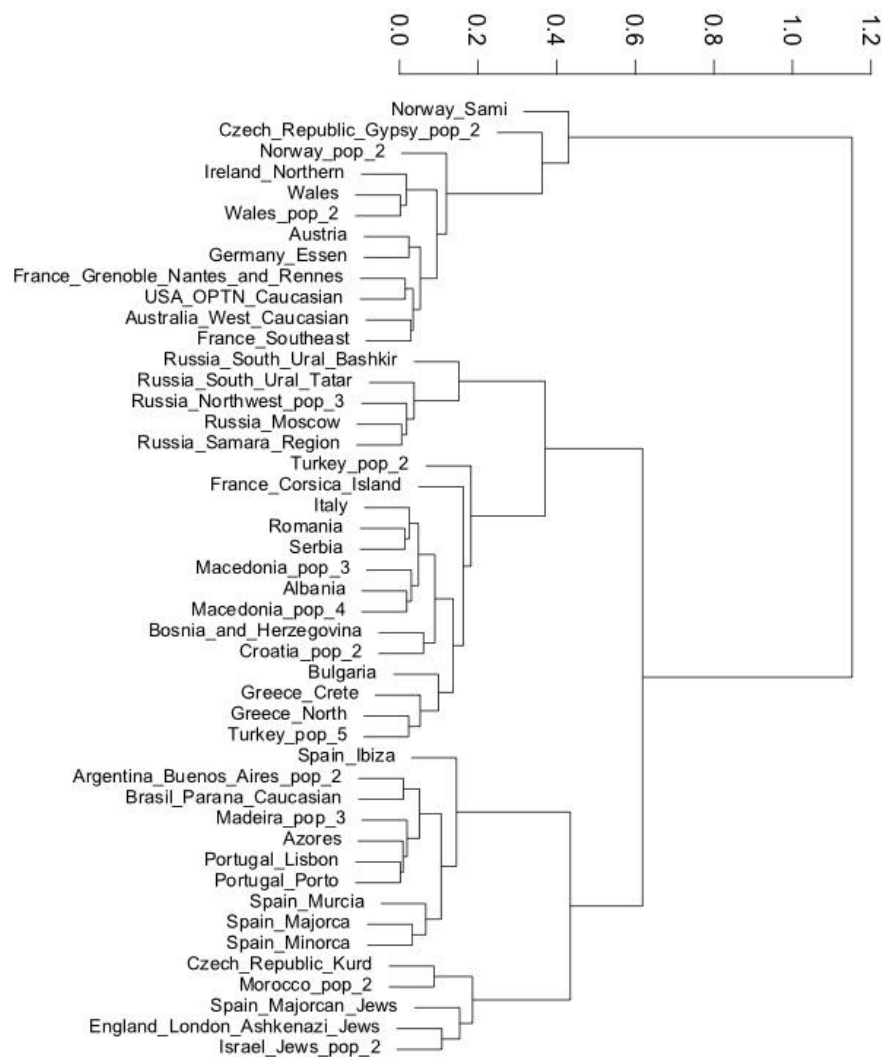 0.0 0.2 0.4 0.6 0.8 1.0 1.2
Norway_Sami
Czech_Republic_Gypsy_pop_2
Norway_pop_2
Ireland_Northern
Wales
Wales_pop_2
Austria
Germany_Essen
France_Grenoble_Nantes_and_Rennes
USA_OPTN_Caucasian
Australia_West_Caucasian
France_Southeast
Russia_South_Ural_Bashkir
Russia_South_Ural_Tatar
Russia_Northwest_pop_3
Russia_Moscow
Russia_Samara_Region
Turkey_pop_2
France_Corsica_Island
Italy
Romania
Serbia
Macedonia_pop_3
Albania
Macedonia_pop_4
Bosnia_and_Herzegovina
Croatia_pop_2
Bulgaria
Greece_Crete
Greece_North
Turkey_pop_5
Spain_Ibiza
Argentina_Buenos_Aires_pop_2
Brasil_Parana_Caucasian
Madeira_pop_3
Azores
Portugal_Lisbon
Portugal_Porto
Spain_Murcia
Spain_Majorca
Spain_Minorca
Czech_Republic_Kurd
Morocco_pop_2
Spain_Majorcan_Jews
England_London_Ashkenazi_Jews
Israel_Jews_pop_2